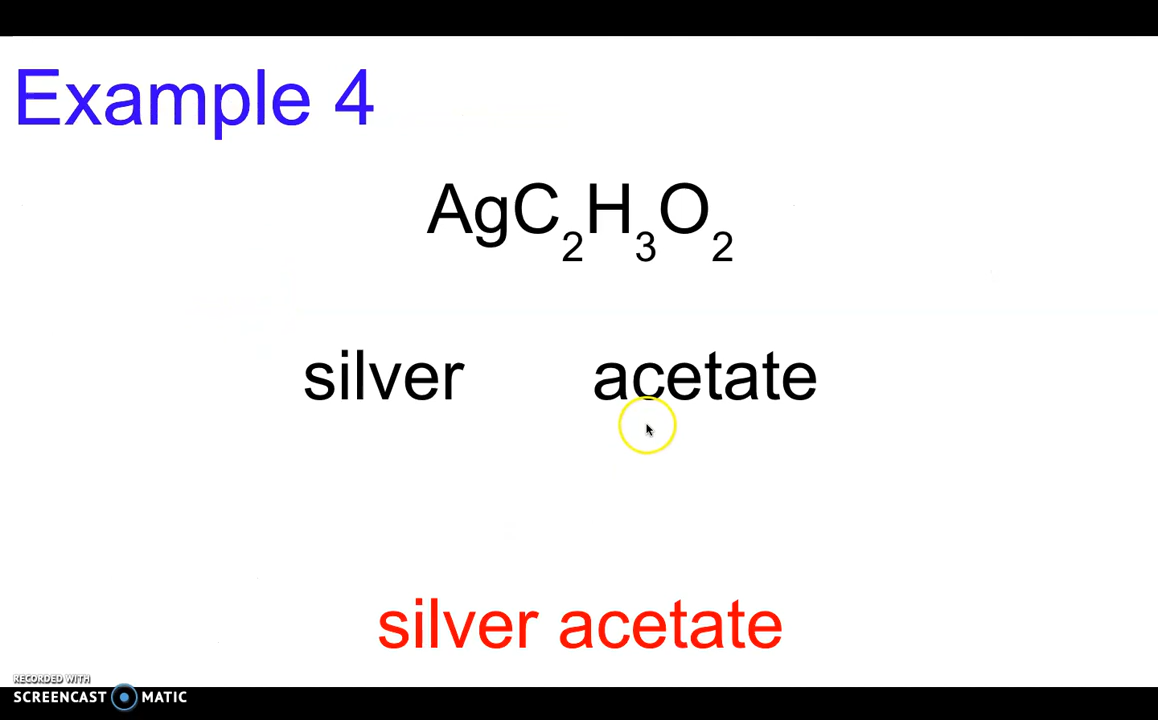 Example 4
AgC₂H₃O₂
silver acetate
silver acetate
RECORDED WITH
SCREENCAST MATIC